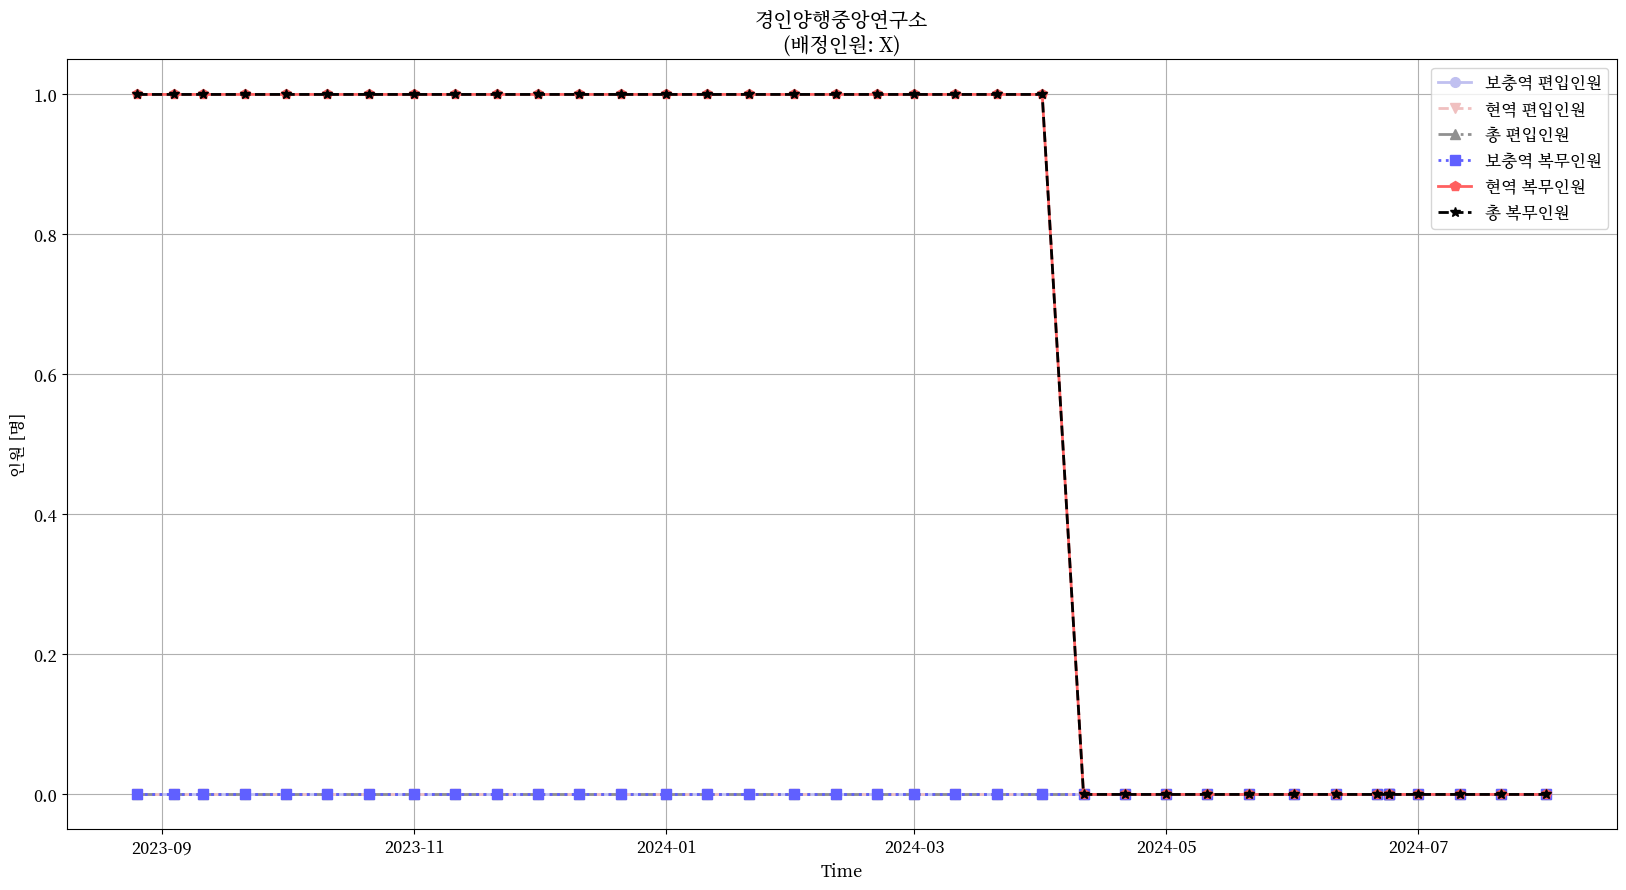 경인양행중앙연구소
(배정인원: X)
보충역 편입인원
현역 편입인원
총 편입인원
보충역 복무인원
현역 복무인원
총 복무인원
인원 [명]
1.0
0.8
0.6
0.4
0.2
0.0
2023-09
2023-11
2024-01
2024-03
2024-05
2024-07
Time